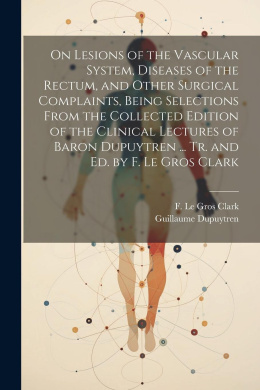 On Lesions of the Vascular
System, Diseases of the
Rectum, and Other Surgical
Complaints, Being Selections
From the Collected Edition
of the Clinical Lectures of
Baron Dupuytren ... Tr. and
Ed. by F. Le Gros Clark
F. Le Gros Clark
Guillaume Dupuytren